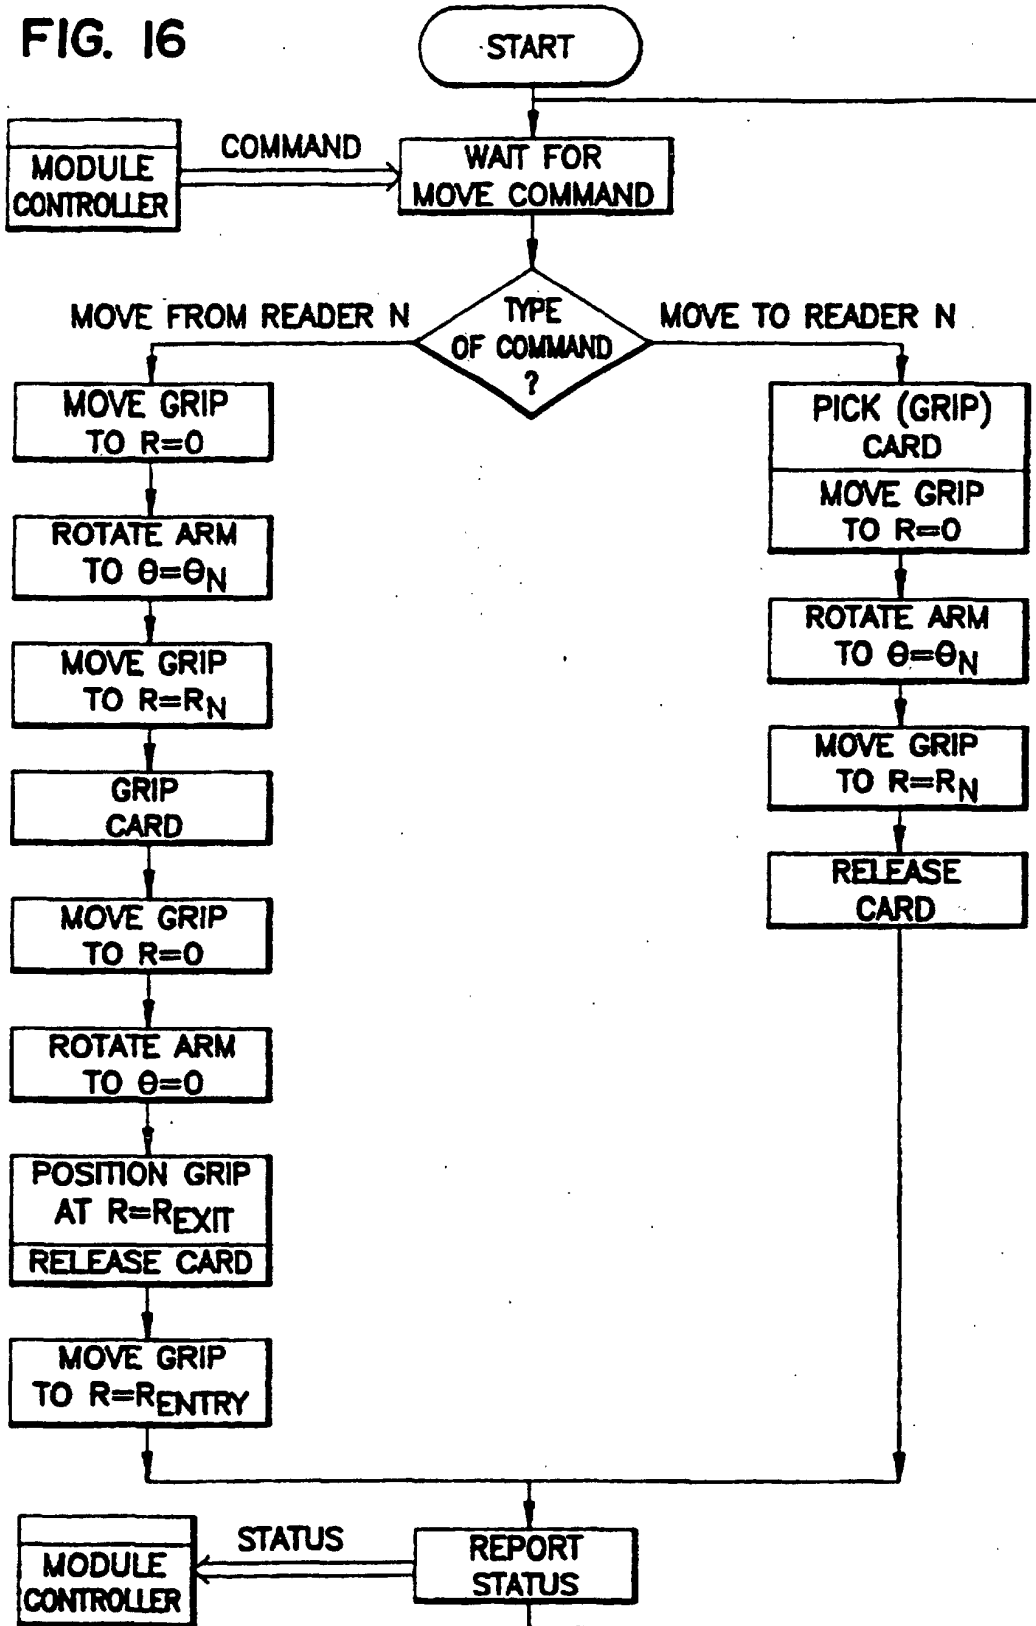 FIG. 16
START
MODULE
CONTROLLER
COMMAND
WAIT FOR
MOVE COMMAND
TYPE
OF COMMAND
?
MOVE FROM READER N
MOVE TO READER N
MOVE GRIP
TO R=0
ROTATE ARM
TO θ=θN
MOVE GRIP
TO R=RN
GRIP
CARD
MOVE GRIP
TO R=0
ROTATE ARM
TO θ=0
POSITION GRIP
AT R=REXIT
RELEASE CARD
MOVE GRIP
TO R=RENTRY
PICK (GRIP)
CARD
MOVE GRIP
TO R=0
ROTATE ARM
TO θ=θN
MOVE GRIP
TO R=RN
RELEASE
CARD
REPORT
STATUS
STATUS
MODULE
CONTROLLER